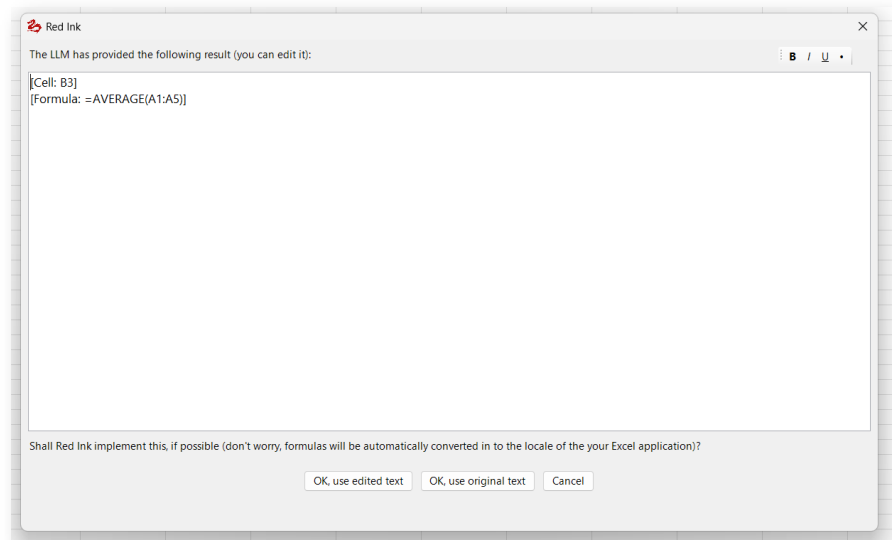 Red Ink
The LLM has provided the following result (you can edit it):
B I U •
[Cell: B3]
[Formula: =AVERAGE(A1:A5)]
Shall Red Ink implement this, if possible (don't worry, formulas will be automatically converted in to the locale of the your Excel application)?
OK, use edited text OK, use original text Cancel